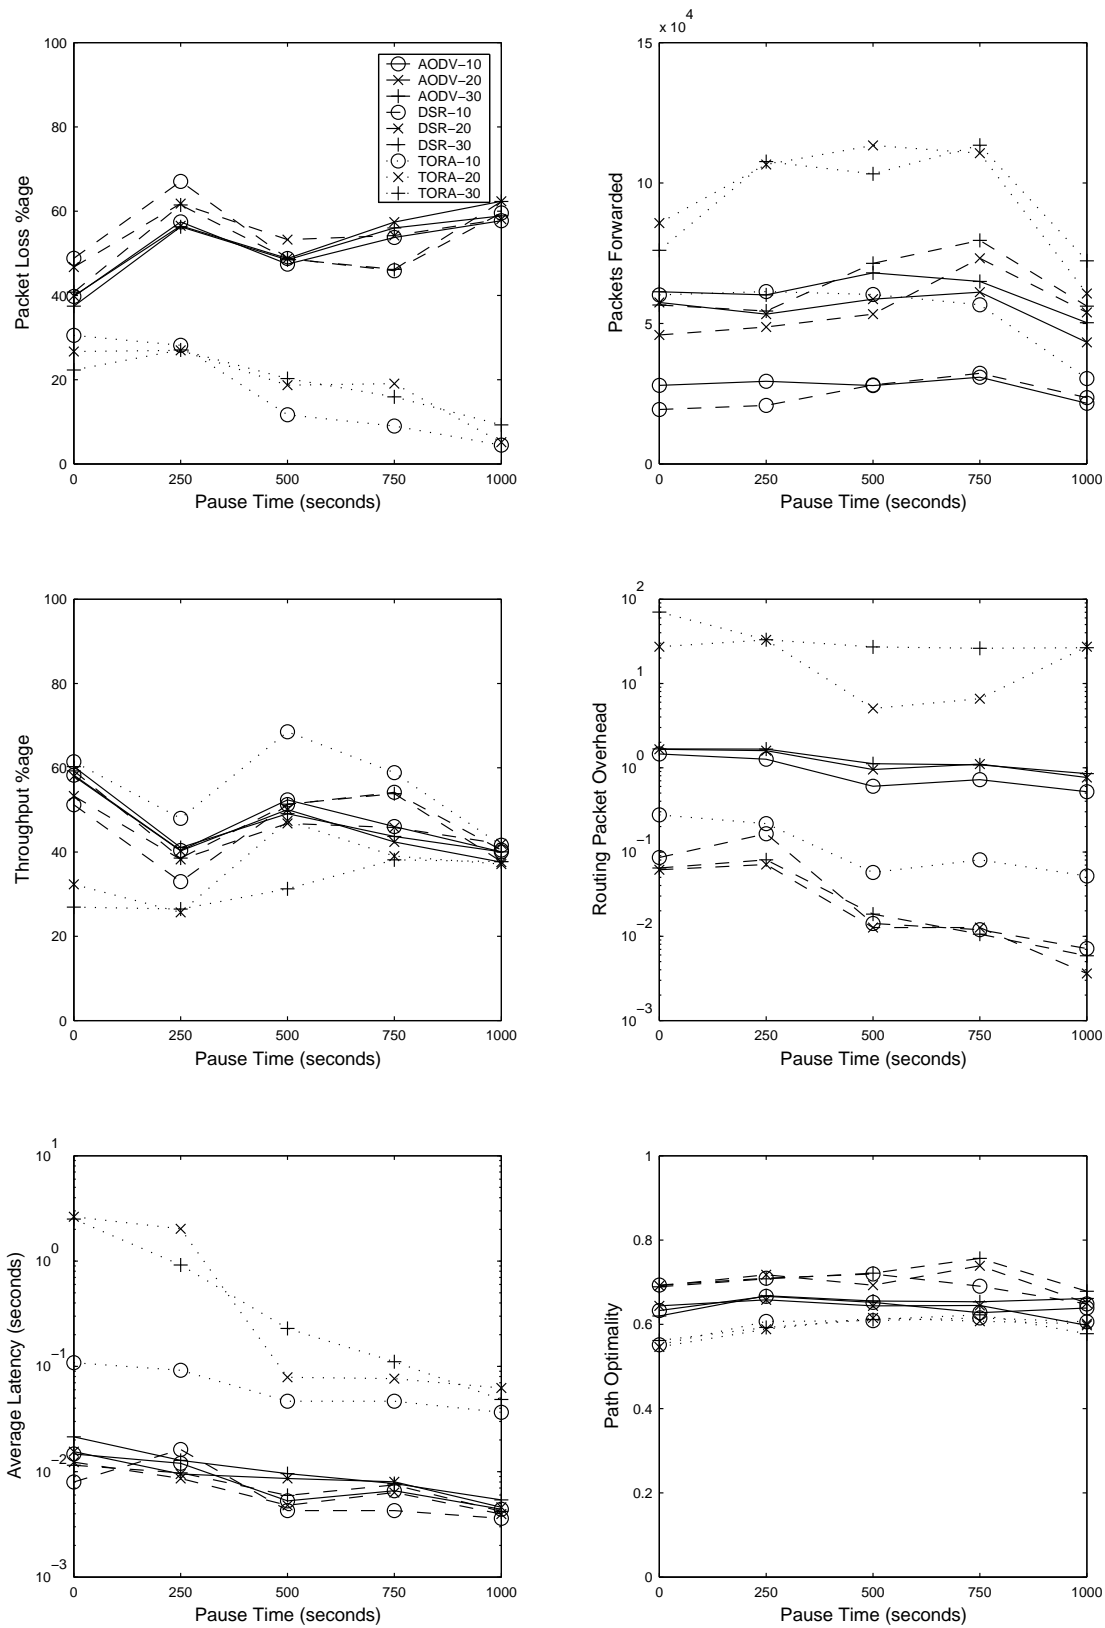 x 10 4
100
80
60
40
20
0
Packet Loss %age
AODV−10
AODV−20
AODV−30
DSR−10
DSR−20
DSR−30
TORA−10
TORA−20
TORA−30
0 250 500 750 1000
Pause Time (seconds)
15
10
5
0
Packets Forwarded
0 250 500 750 1000
Pause Time (seconds)
100
80
60
40
20
0
Throughput %age
0 250 500 750 1000
Pause Time (seconds)
10 2
10 1
10 0
10 −1
10 −2
10 −3
Routing Packet Overhead
0 250 500 750 1000
Pause Time (seconds)
10 1
10 0
10 −1
10 −2
10 −3
Average Latency (seconds)
0 250 500 750 1000
Pause Time (seconds)
1
0.8
0.6
0.4
0.2
0
Path Optimality
0 250 500 750 1000
Pause Time (seconds)